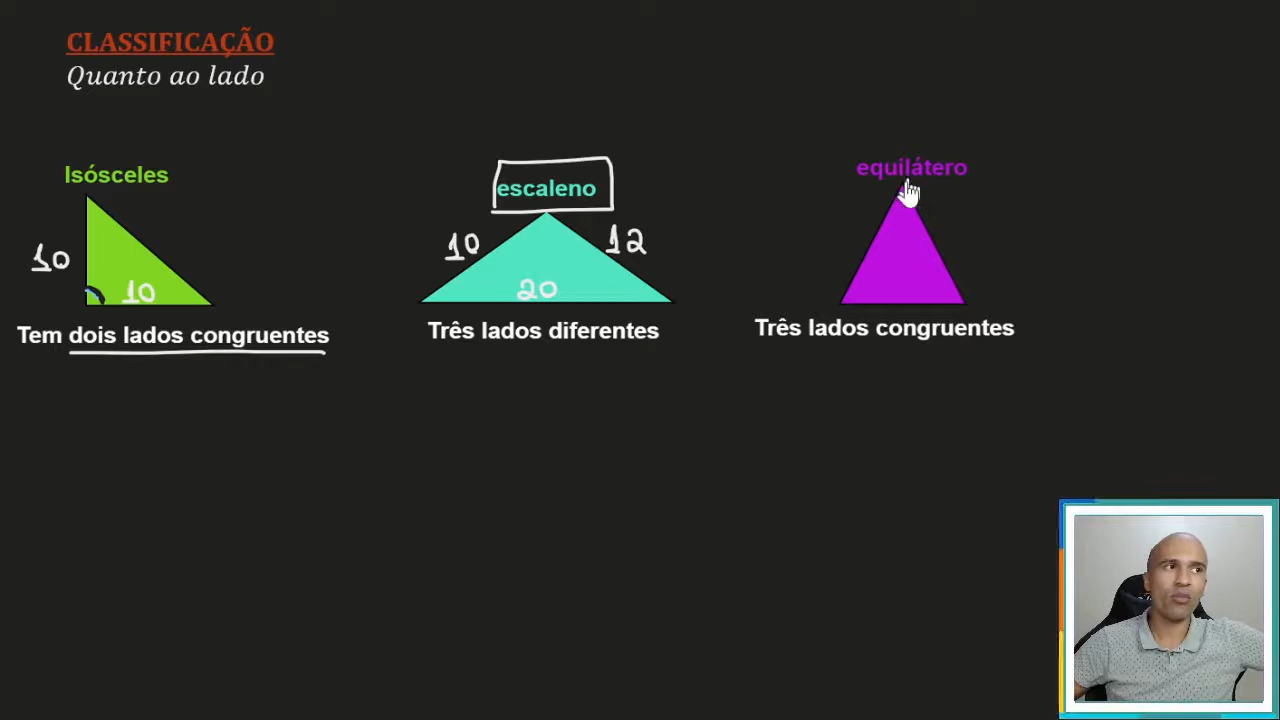 CLASSIFICAÇÃO
Quanto ao lado
Isósceles
10
10
Tem dois lados congruentes
escaleno
10
12
20
Três lados diferentes
equilátero
Três lados congruentes